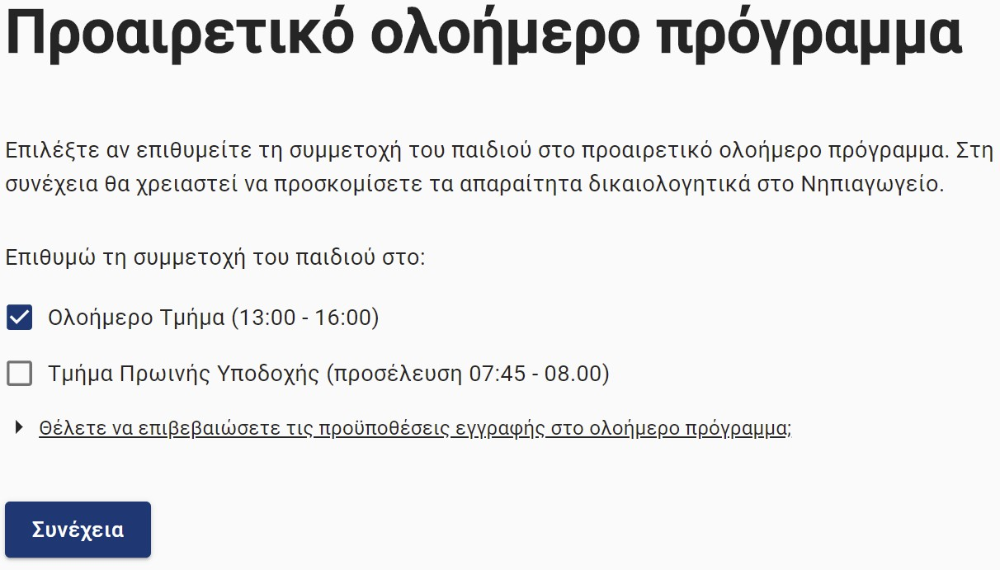 Προαιρετικό ολοήμερο πρόγραμμα
Επιλέξτε αν επιθυμείτε τη συμμετοχή του παιδιού στο προαιρετικό ολοήμερο πρόγραμμα. Στη
συνέχεια θα χρειαστεί να προσκομίσετε τα απαραίτητα δικαιολογητικά στο Νηπιαγωγείο.
Επιθυμώ τη συμμετοχή του παιδιού στο:
Ολοήμερο Τμήμα (13:00 - 16:00)
Τμήμα Πρωινής Υποδοχής (προσέλευση 07:45 - 08.00)
Θέλετε να επιβεβαιώσετε τις προϋποθέσεις εγγραφής στο ολοήμερο πρόγραμμα;
Συνέχεια